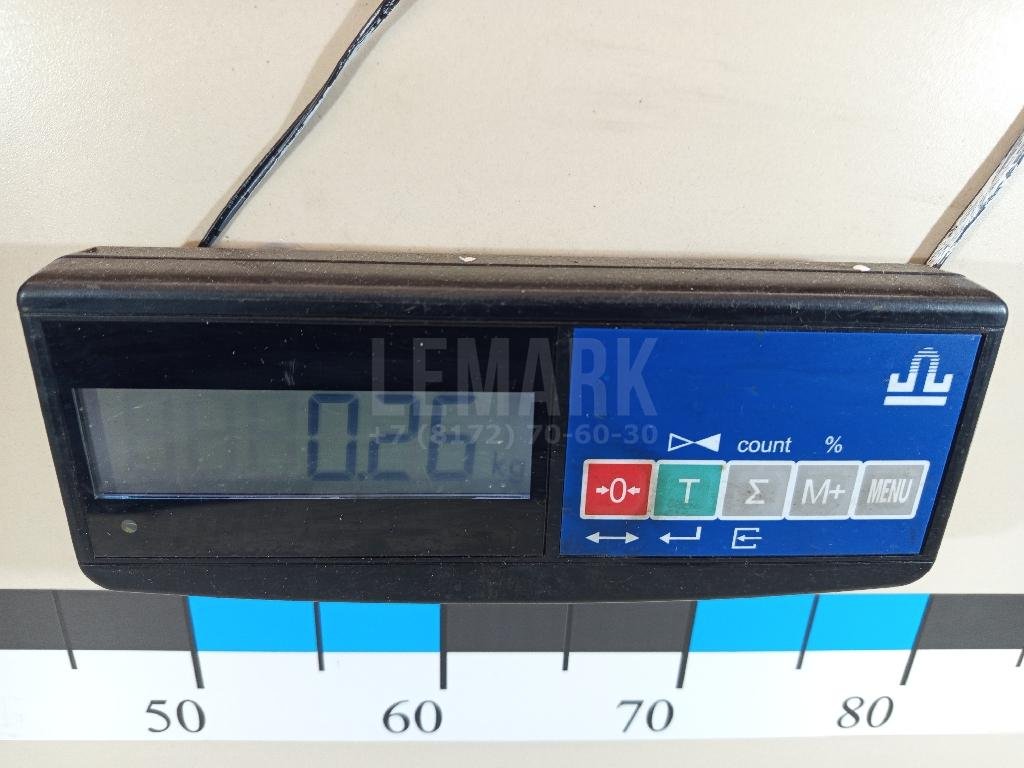 LEMARK
+7 (8172) 70-60-30
0.26 kg
count %
→0← T Σ M+ MENU
50 60 70 80